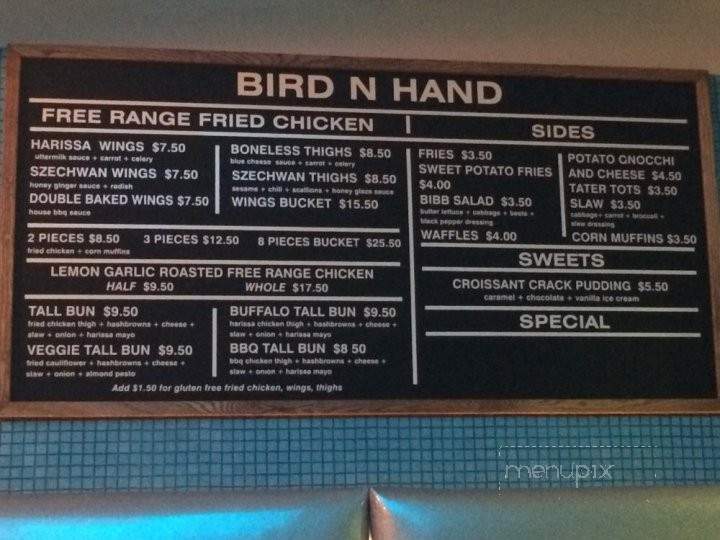 BIRD N HAND
FREE RANGE FRIED CHICKEN
HARISSA WINGS $7.50
uttermilk sauce + carrot + celery
SZECHWAN WINGS $7.50
honey ginger sauce + radish
DOUBLE BAKED WINGS $7.50
house bbq sauce
BONELESS THIGHS $8.50
blue cheese sauce + carrot + celery
SZECHWAN THIGHS $8.50
sesame + chili + scallions + honey glaze sauce
WINGS BUCKET $15.50
2 PIECES $8.50 3 PIECES $12.50 8 PIECES BUCKET $25.50
fried chicken + corn muffins
LEMON GARLIC ROASTED FREE RANGE CHICKEN
HALF $9.50 WHOLE $17.50
TALL BUN $9.50
fried chicken thigh + hashbrowns + cheese +
slaw + onion + harissa mayo
VEGGIE TALL BUN $9.50
fried cauliflower + hashbrowns + cheese +
slaw + onion + almond pesto
BUFFALO TALL BUN $9.50
harissa chicken thigh + hashbrowns + cheese +
slaw + onion + harissa mayo
BBQ TALL BUN $8 50
bbq chicken thigh + hashbrowns + cheese +
slaw + onion + harissa mayo
Add $1.50 for gluten free fried chicken, wings, thighs
SIDES
FRIES $3.50
SWEET POTATO FRIES
$4.00
BIBB SALAD $3.50
butter lettuce + cabbage + beets +
black pepper dressing
WAFFLES $4.00
POTATO GNOCCHI
AND CHEESE $4.50
TATER TOTS $3.50
SLAW $3.50
cabbage + carrot + broccoli +
slaw dressing
CORN MUFFINS $3.50
SWEETS
CROISSANT CRACK PUDDING $5.50
caramel + chocolate + vanilla ice cream
SPECIAL
menupix